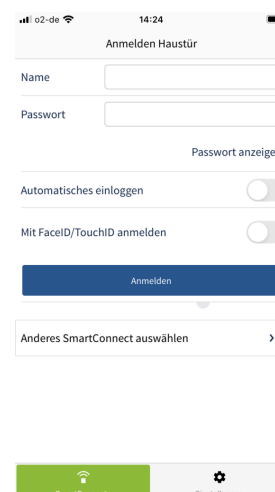 o2-de 14:24
Anmelden Haustür
Name
Passwort
Passwort anzeige
Automatisches einloggen
Mit FaceID/TouchID anmelden
Anmelden
Anderes SmartConnect auswählen